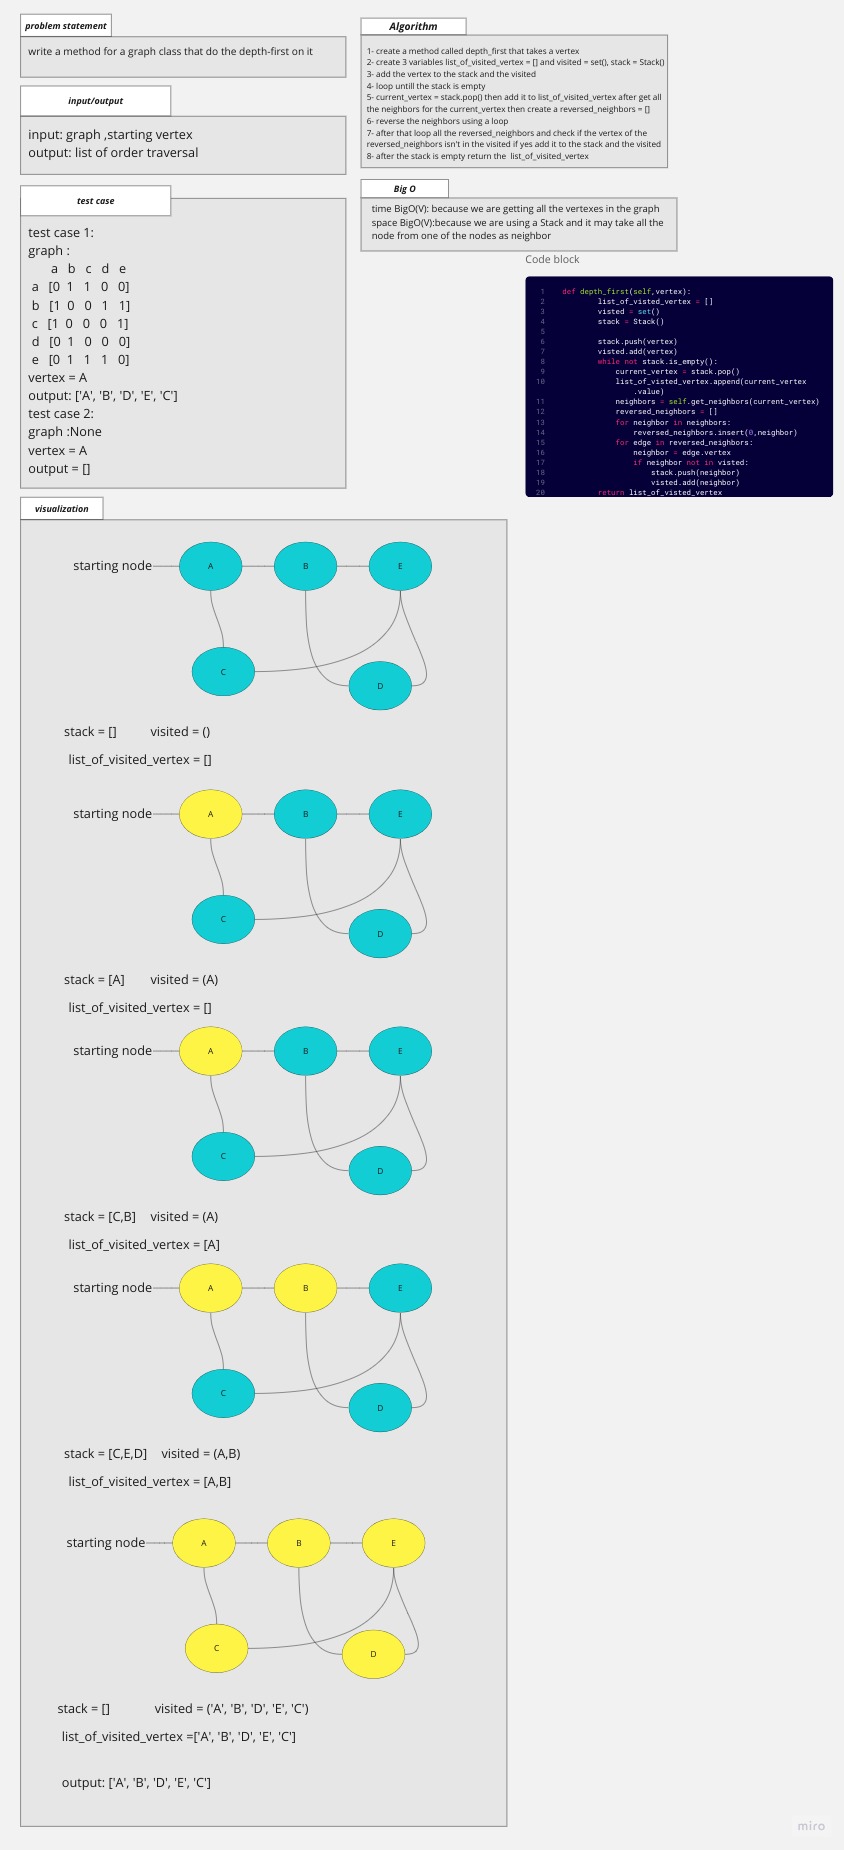 problem statement
write a method for a graph class that do the depth-first on it
input/output
input: graph ,starting vertex
output: list of order traversal
test case
test case 1:
graph :
a b c d e
a [0 1 1 0 0]
b [1 0 0 1 1]
c [1 0 0 0 1]
d [0 1 0 0 0]
e [0 1 1 1 0]
vertex = A
output: ['A', 'B', 'D', 'E', 'C']
test case 2:
graph :None
vertex = A
output = []
Algorithm
1- create a method called depth_first that takes a vertex
2- create 3 variables list_of_visited_vertex = [] and visited = set(), stack = Stack()
3- add the vertex to the stack and the visited
4- loop untill the stack is empty
5- current_vertex = stack.pop() then add it to list_of_visited_vertex after get all
the neighbors for the current_vertex then create a reversed_neighbors = []
6- reverse the neighbors using a loop
7- after that loop all the reversed_neighbors and check if the vertex of the
reversed_neighbors isn't in the visited if yes add it to the stack and the visited
8- after the stack is empty return the list_of_visited_vertex
Big O
time BigO(V): because we are getting all the vertexes in the graph
space BigO(V):because we are using a Stack and it may take all the
node from one of the nodes as neighbor
Code block
1 def depth_first(self,vertex):
2 list_of_visted_vertex = []
3 visted = set()
4 stack = Stack()
5
6 stack.push(vertex)
7 visted.add(vertex)
8 while not stack.is_empty():
9 current_vertex = stack.pop()
10 list_of_visted_vertex.append(current_vertex
.value)
11 neighbors = self.get_neighbors(current_vertex)
12 reversed_neighbors = []
13 for neighbor in neighbors:
14 reversed_neighbors.insert(0,neighbor)
15 for edge in reversed_neighbors:
16 neighbor = edge.vertex
17 if neighbor not in visted:
18 stack.push(neighbor)
19 visted.add(neighbor)
20 return list_of_visted_vertex
visualization
starting node A B E
C
D
stack = [] visited = ()
list_of_visited_vertex = []
starting node A B E
C
D
stack = [A] visited = (A)
list_of_visited_vertex = []
starting node A B E
C
D
stack = [C,B] visited = (A)
list_of_visited_vertex = [A]
starting node A B E
C
D
stack = [C,E,D] visited = (A,B)
list_of_visited_vertex = [A,B]
starting node A B E
C
D
stack = [] visited = ('A', 'B', 'D', 'E', 'C')
list_of_visited_vertex =['A', 'B', 'D', 'E', 'C']
output: ['A', 'B', 'D', 'E', 'C']
miro